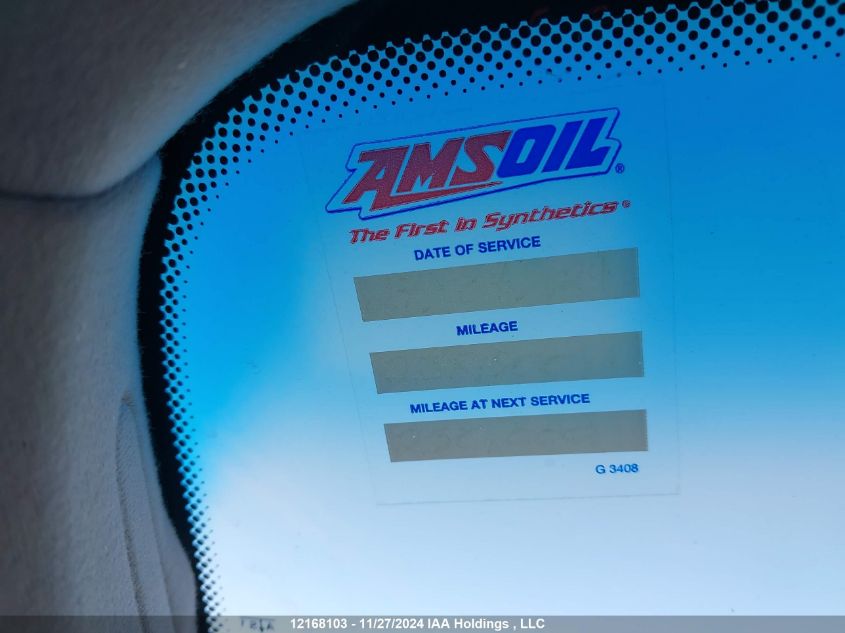 AMSOIL®
The First in Synthetics®
DATE OF SERVICE
MILEAGE
MILEAGE AT NEXT SERVICE
G 3408
12168103 - 11/27/2024 IAA Holdings , LLC